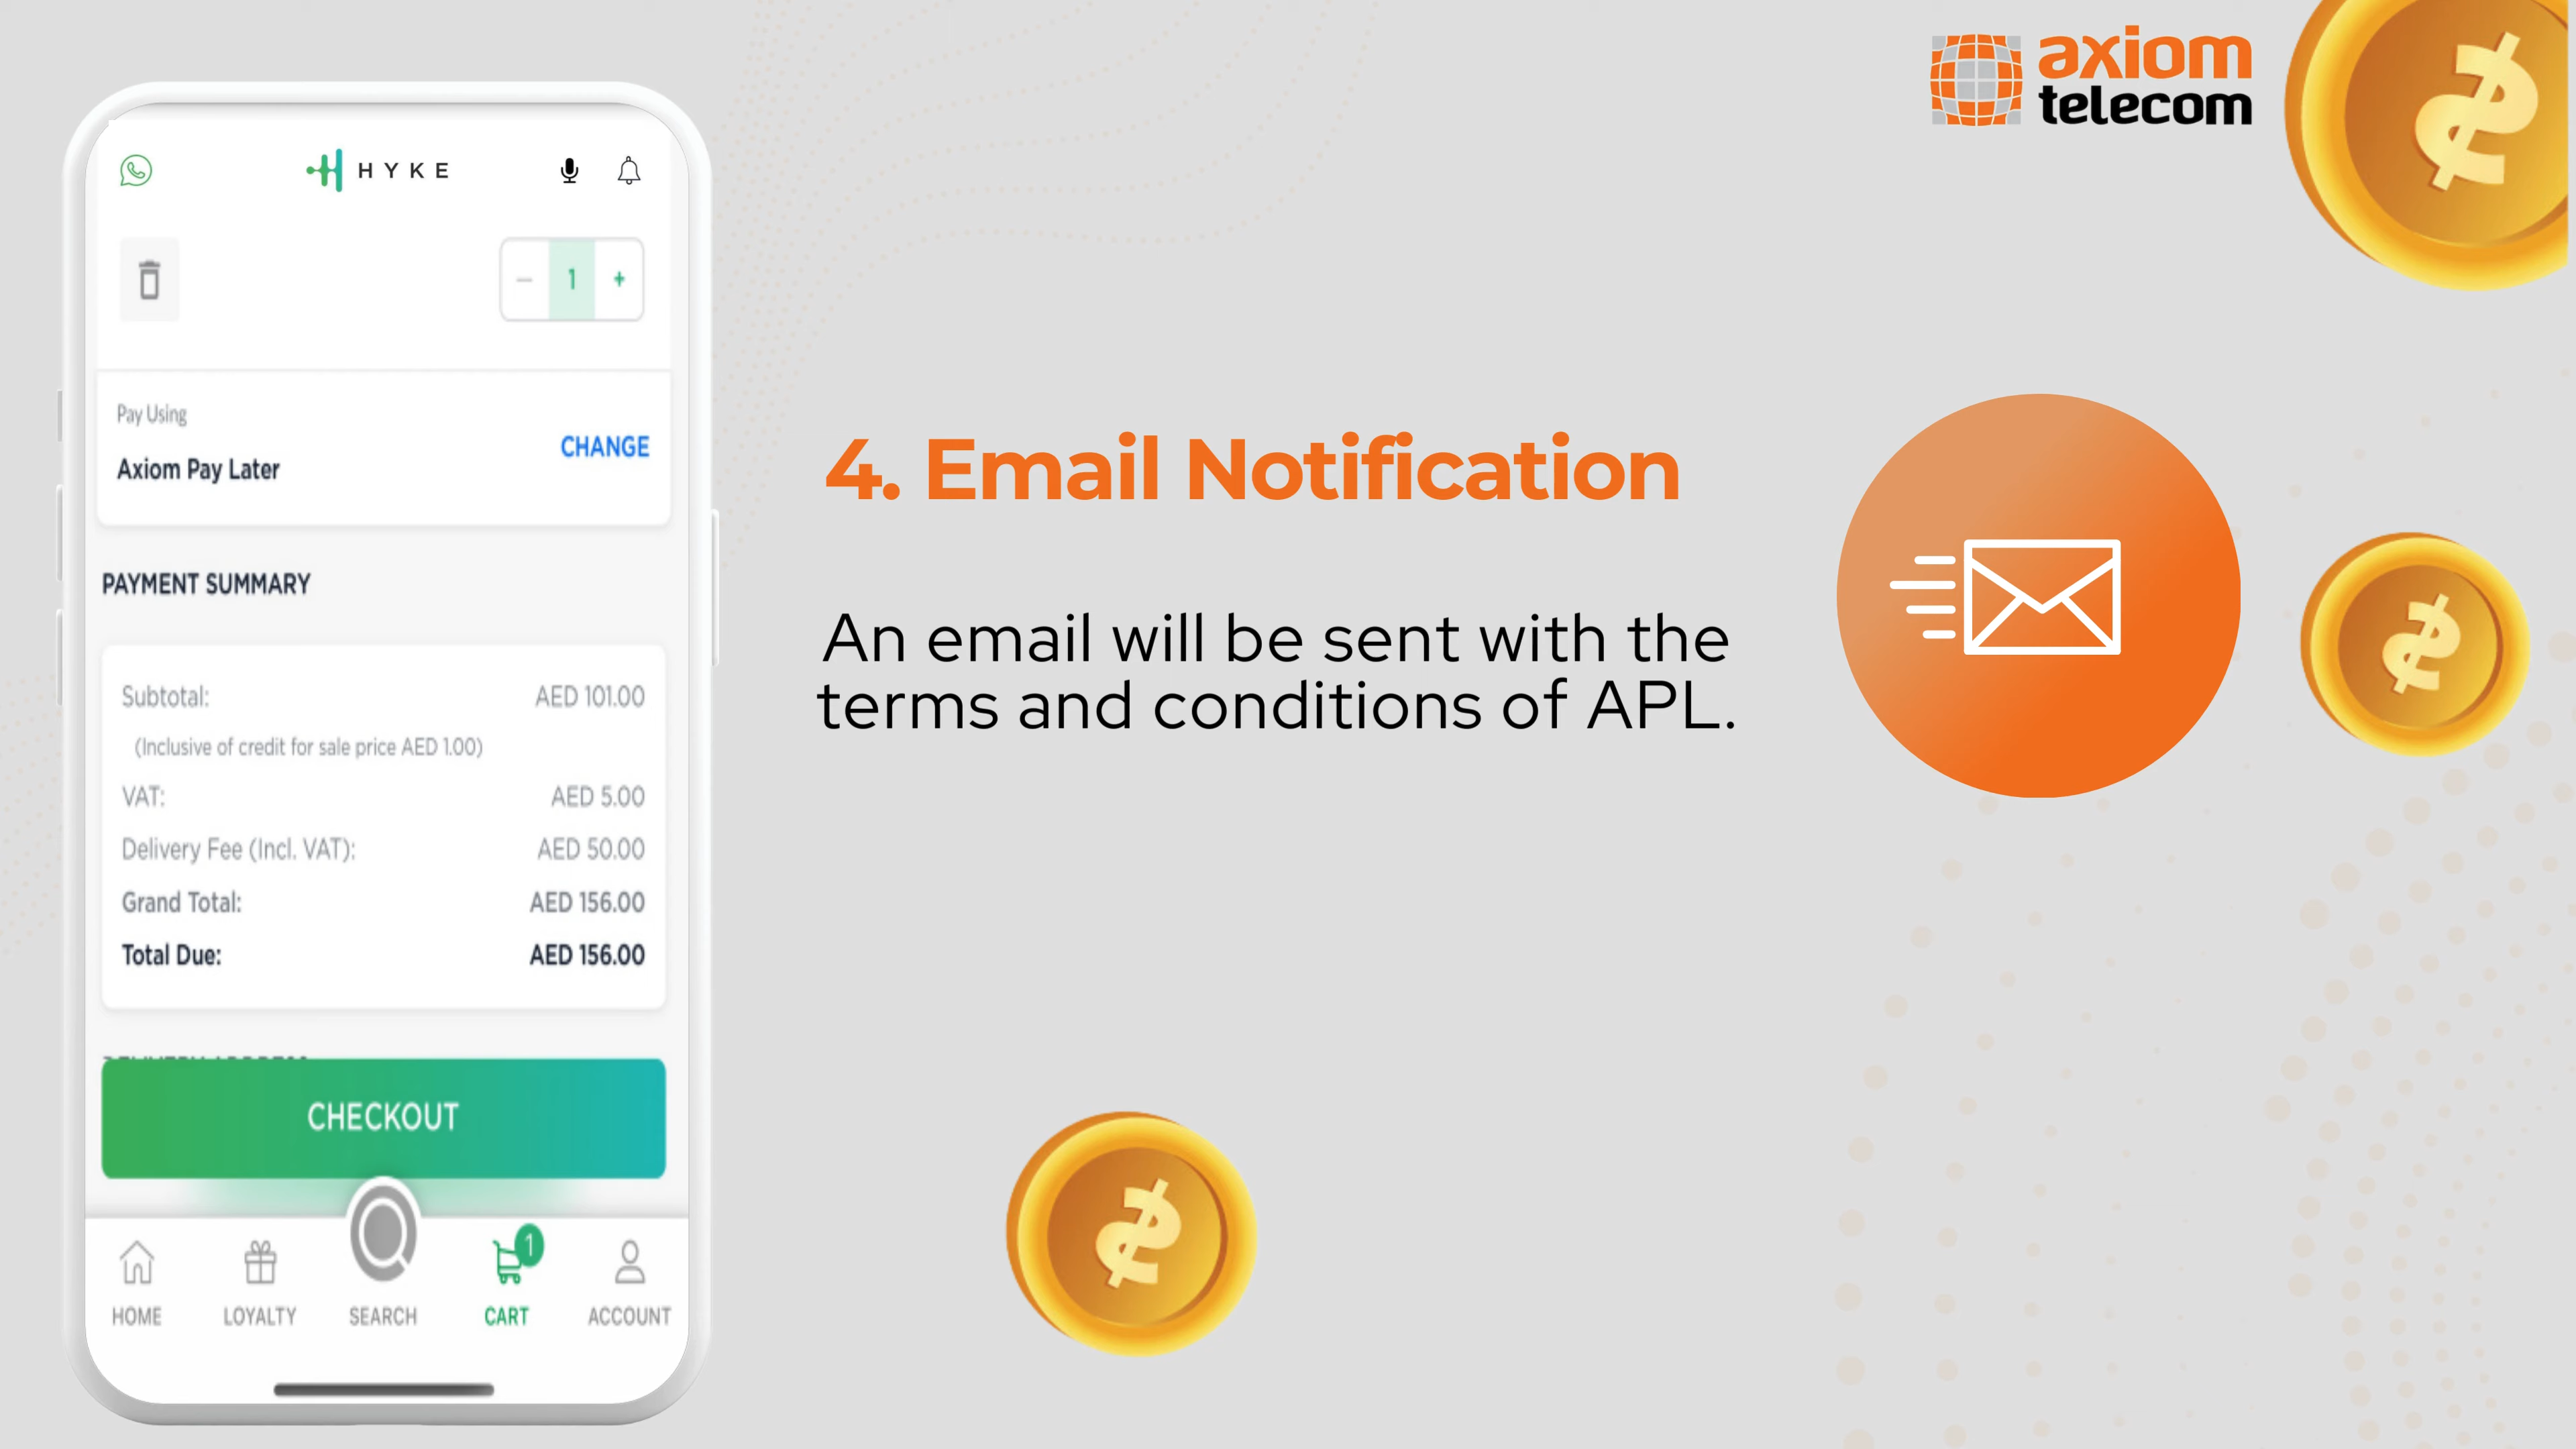 HYKE
1
Pay Using
Axiom Pay Later
CHANGE
PAYMENT SUMMARY
Subtotal: AED 101.00
(Inclusive of credit for sale price AED 1.00)
VAT: AED 5.00
Delivery Fee (Incl. VAT): AED 50.00
Grand Total: AED 156.00
Total Due: AED 156.00
CHECKOUT
1
HOME LOYALTY SEARCH CART ACCOUNT
axiom
telecom
4. Email Notification
An email will be sent with the
terms and conditions of APL.